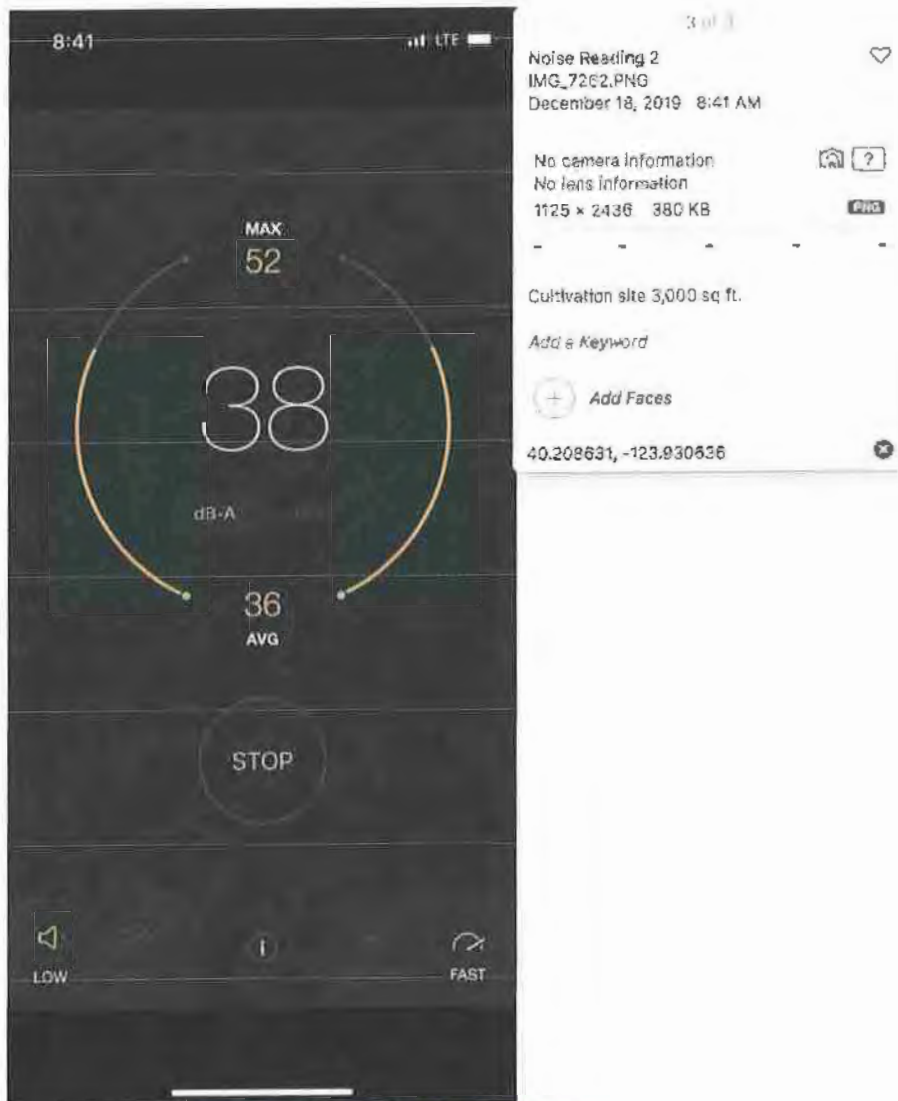 8:41
LTE
MAX
52
38
dB-A
36
AVG
STOP
i
LOW
FAST
3 of 3
Noise Reading 2
IMG_7262.PNG
December 18, 2019 8:41 AM
No camera information
?
No lens information
1125 × 2436 380 KB
PNG
- - - - -
Cultivation site 3,000 sq ft.
Add a Keyword
+ Add Faces
40.208631, -123.930636